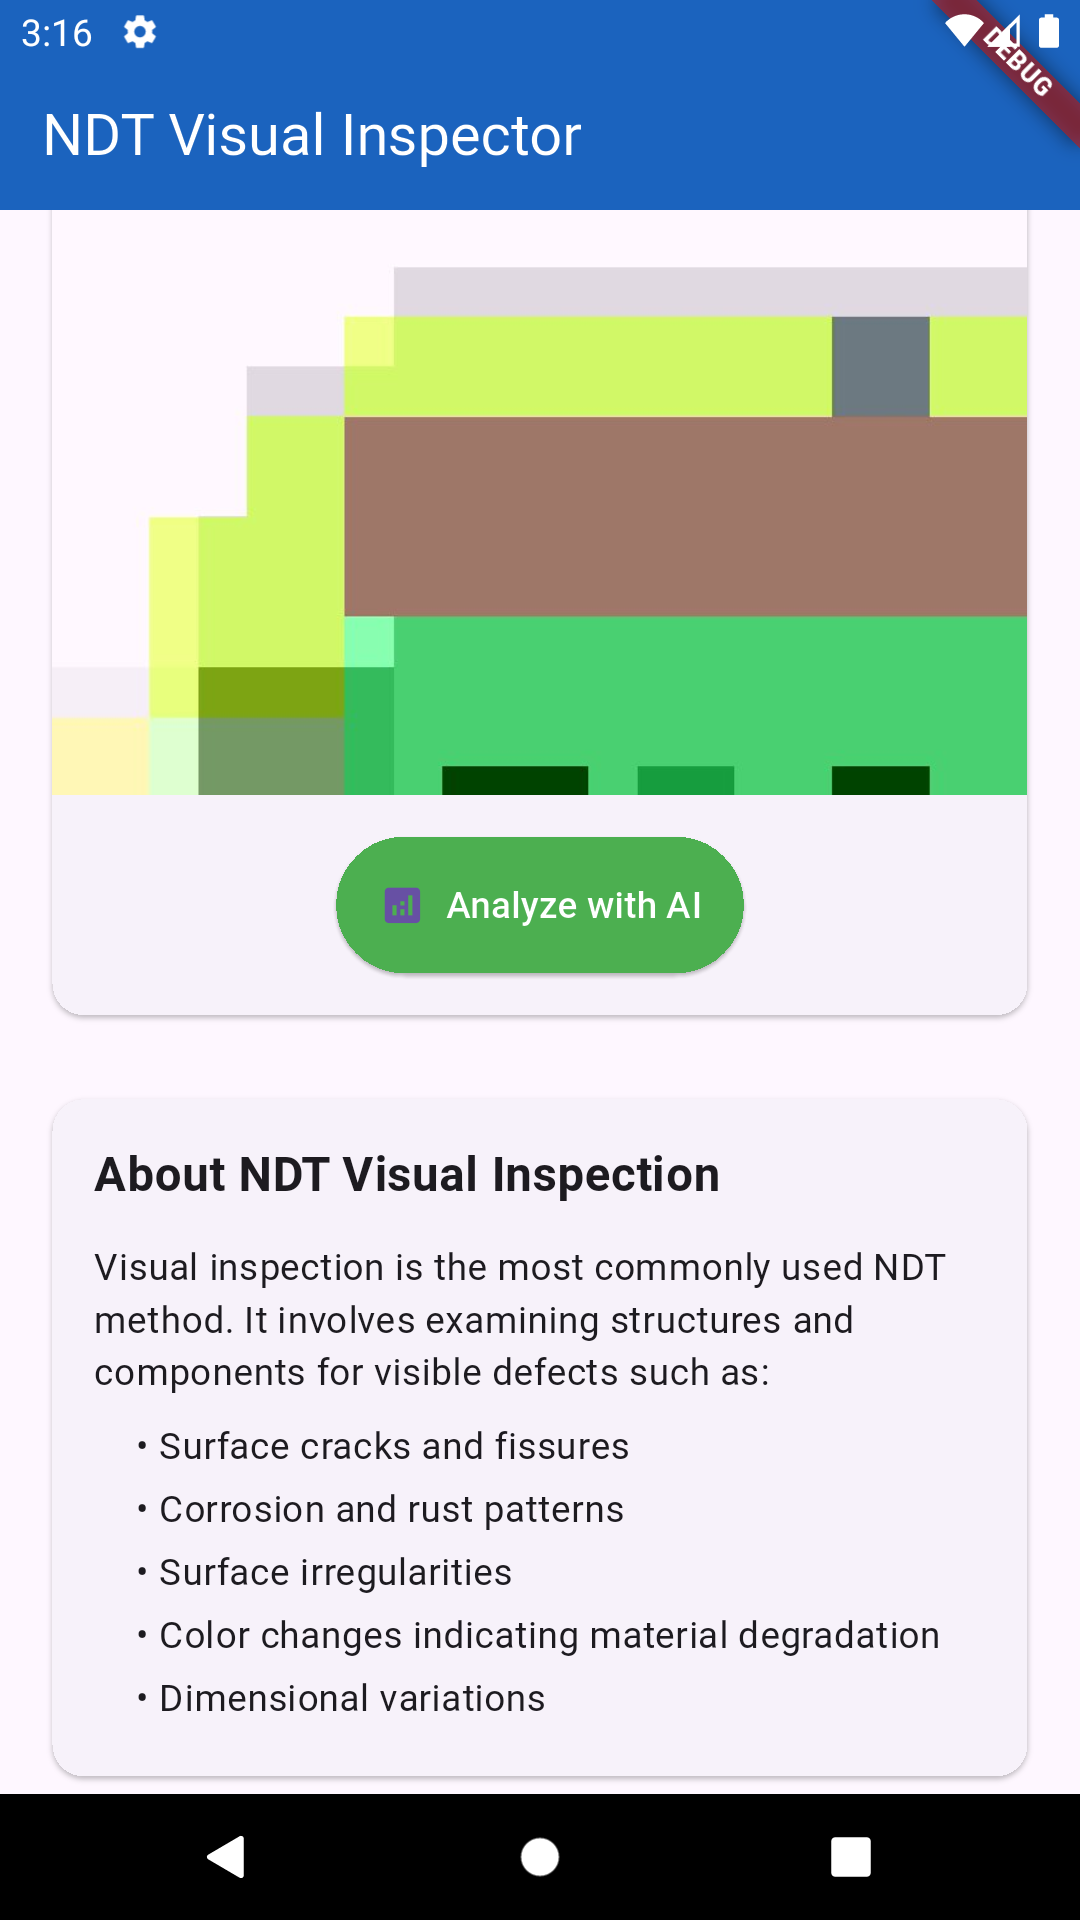 3:16
DEBUG
NDT Visual Inspector
Analyze with AI
About NDT Visual Inspection
Visual inspection is the most commonly used NDT
method. It involves examining structures and
components for visible defects such as:
• Surface cracks and fissures
• Corrosion and rust patterns
• Surface irregularities
• Color changes indicating material degradation
• Dimensional variations